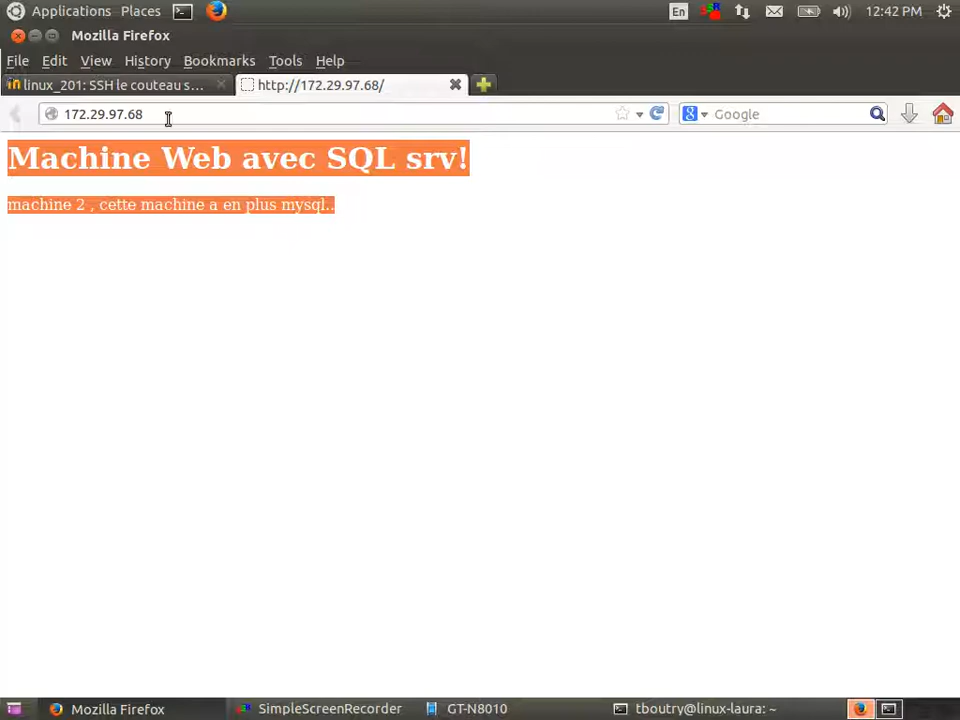 Applications Places En 12:42 PM
Mozilla Firefox
File Edit View History Bookmarks Tools Help
linux_201: SSH le couteau s... http://172.29.97.68/
172.29.97.68 Google
Machine Web avec SQL srv!
machine 2 , cette machine a en plus mysql..
Mozilla Firefox SimpleScreenRecorder GT-N8010 tboutry@linux-laura: ~